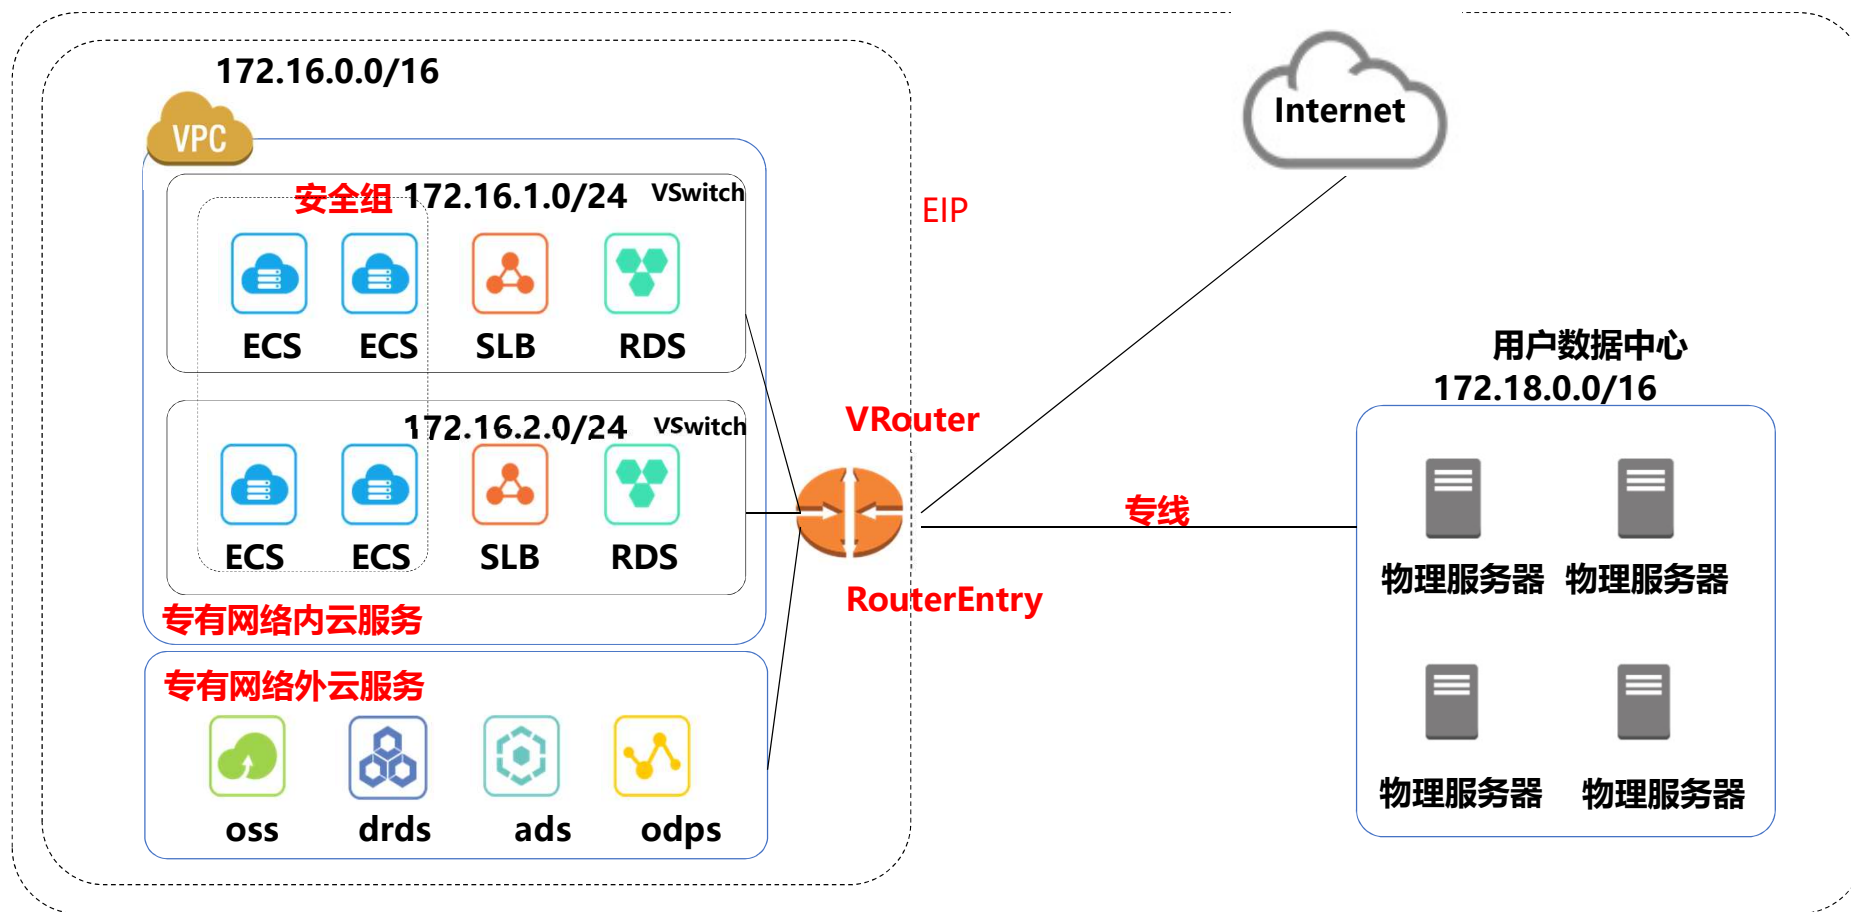 172.16.0.0/16
Internet
VPC
安全组 172.16.1.0/24 VSwitch
EIP
ECS ECS SLB RDS
用户数据中心
172.18.0.0/16
172.16.2.0/24 VSwitch
VRouter
专线
ECS ECS SLB RDS
物理服务器 物理服务器
RouterEntry
专有网络内云服务
专有网络外云服务
物理服务器 物理服务器
oss drds ads odps